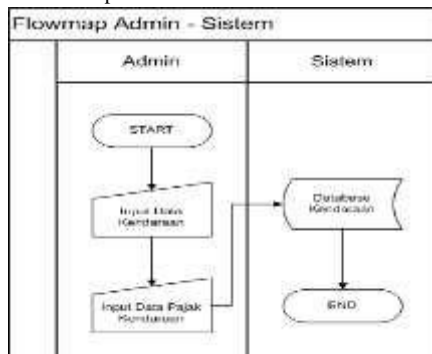 Flowmap Admin - Sistem
Admin
Sistem
START
Input Data
Kendaraan
Input Data Pajak
Kendaraan
Database
Kendaraan
END